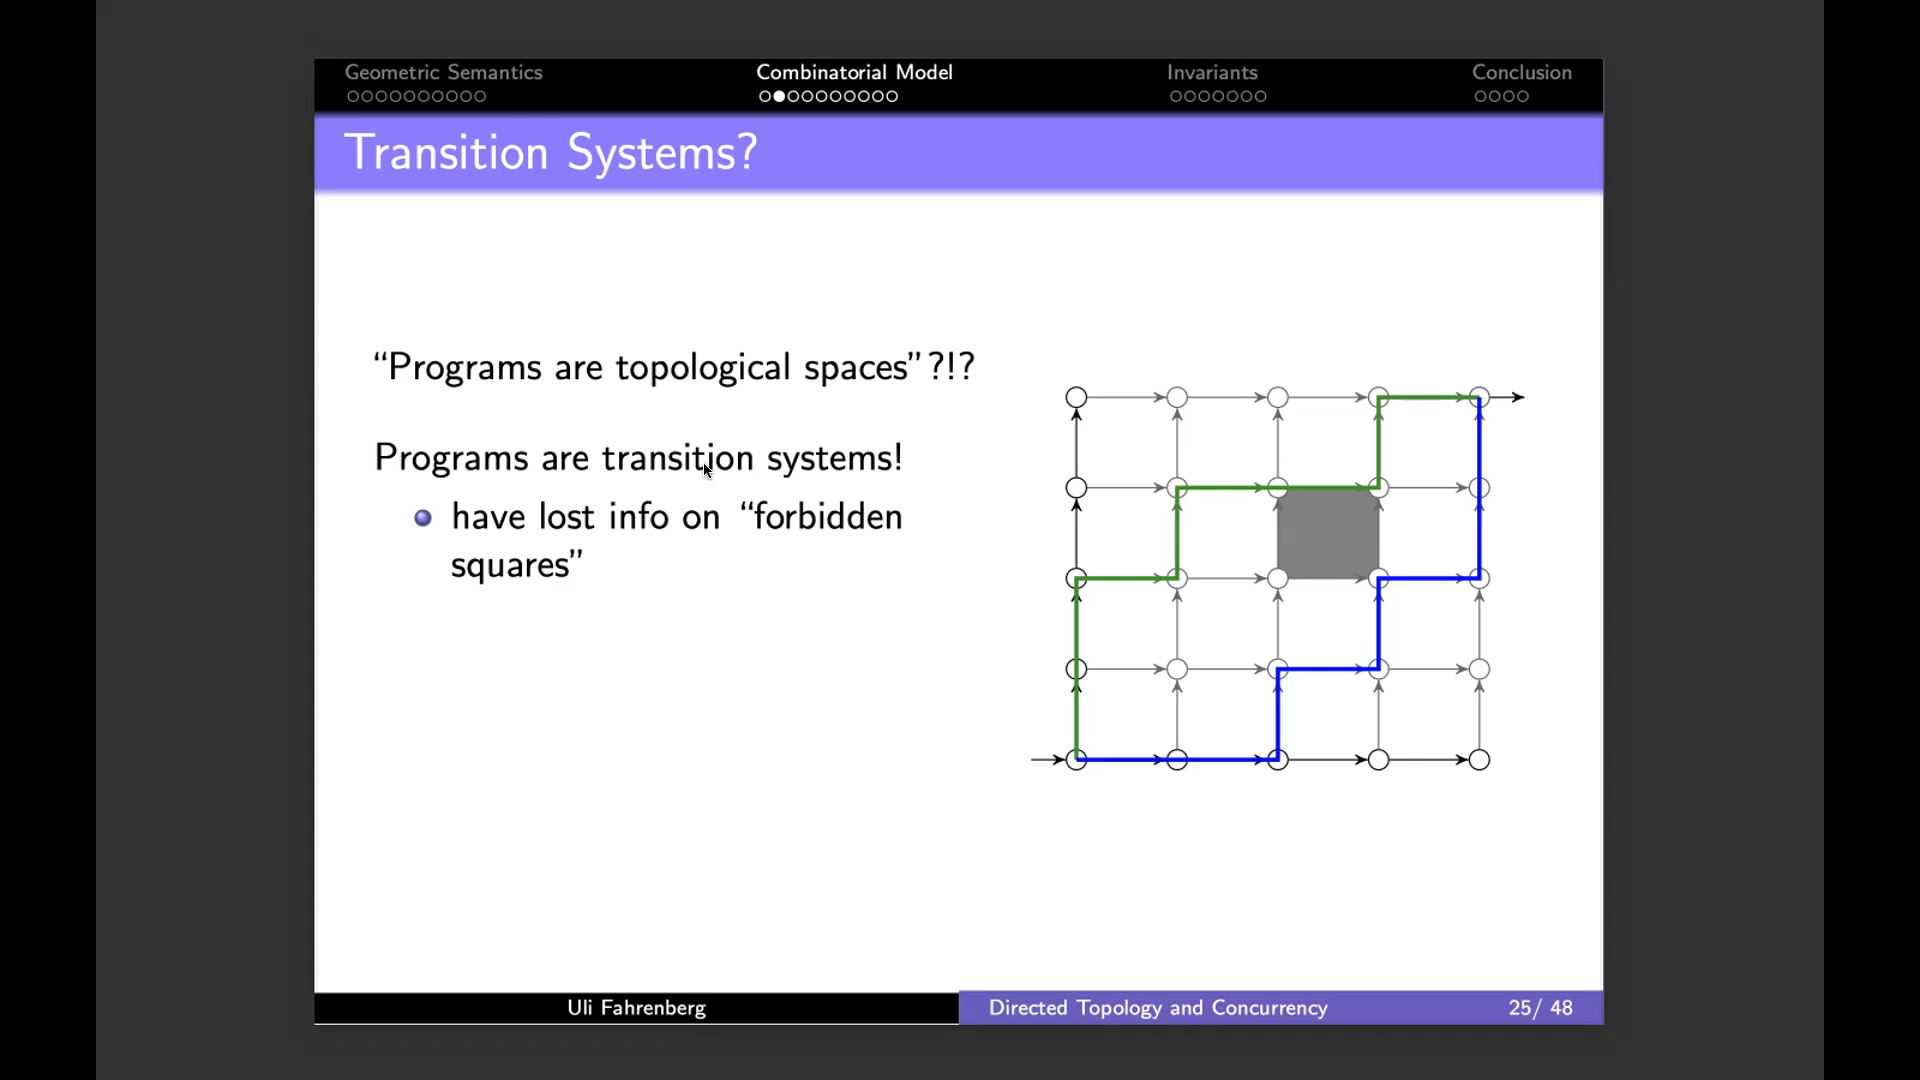 Geometric Semantics
Combinatorial Model
Invariants
Conclusion
Transition Systems?
“Programs are topological spaces”?!?
Programs are transition systems!
have lost info on “forbidden
squares”
Uli Fahrenberg
Directed Topology and Concurrency
25/ 48